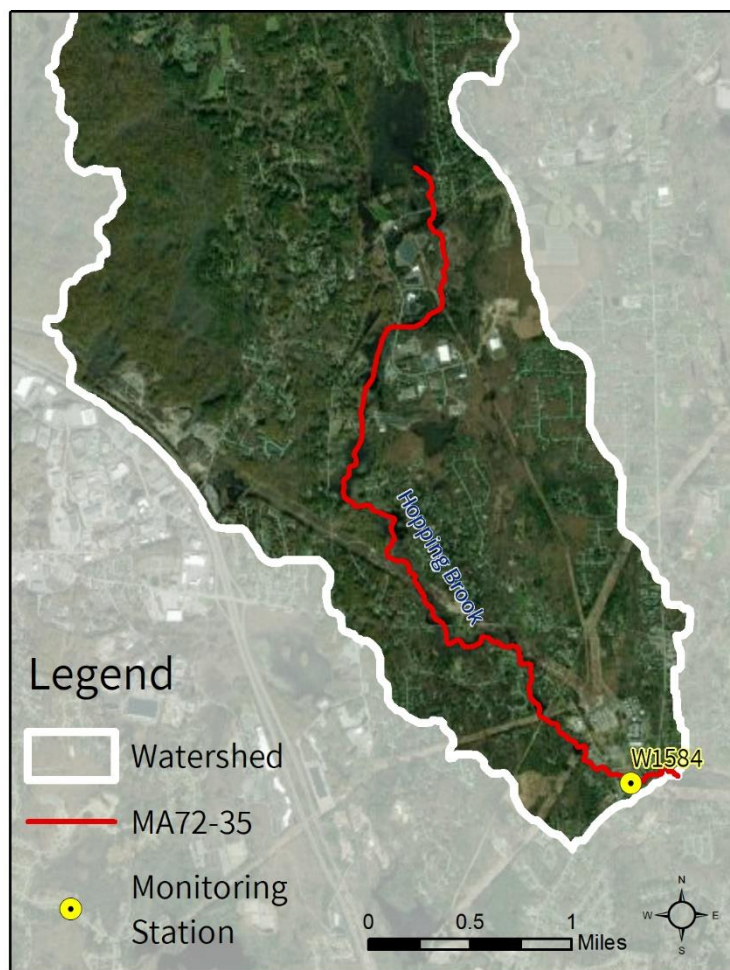 Hopping Brook
W1584
Legend
Watershed
MA72-35
Monitoring
Station
0 0.5 1
Miles
N
W E
S